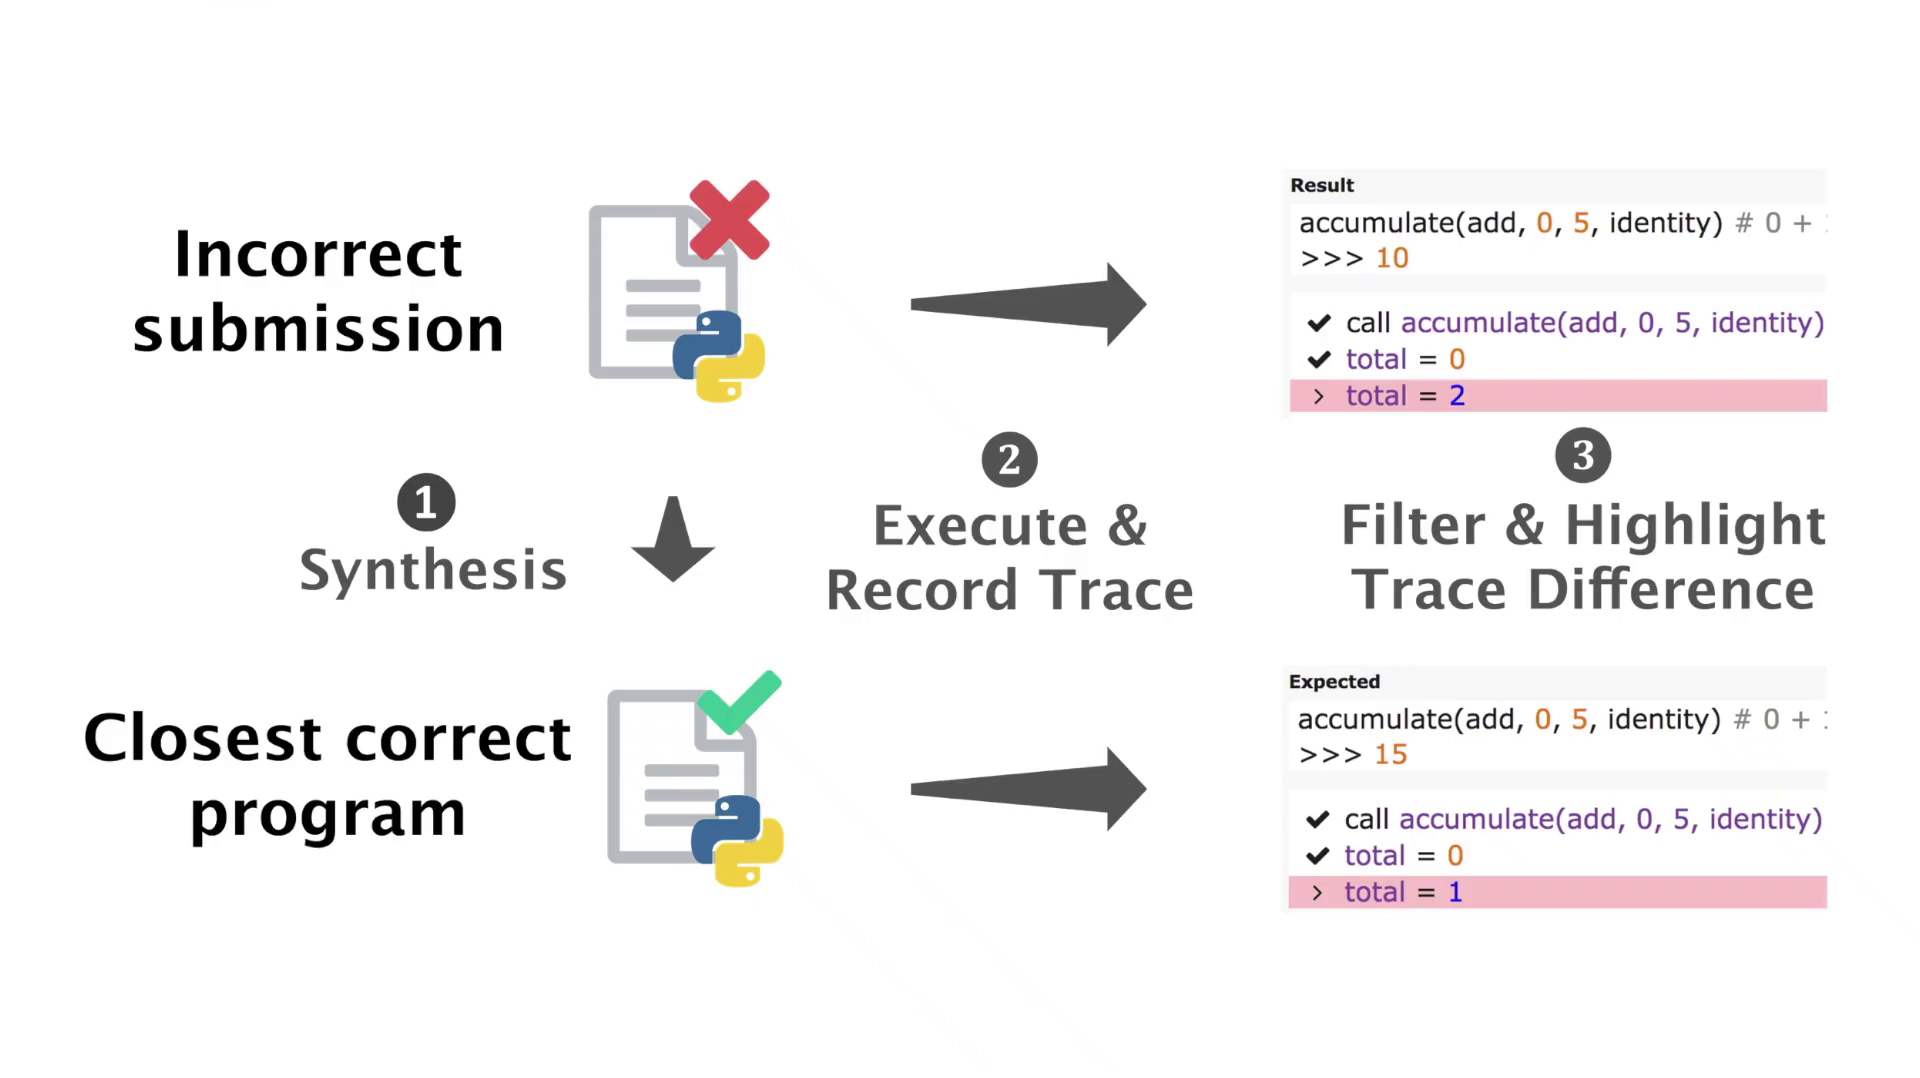 Incorrect
submission
Result
accumulate(add, 0, 5, identity) # 0 +
>>> 10
✔ call accumulate(add, 0, 5, identity)
✔ total = 0
> total = 2
1
Synthesis
2
Execute &
Record Trace
3
Filter & Highlight
Trace Difference
Closest correct
program
Expected
accumulate(add, 0, 5, identity) # 0 +
>>> 15
✔ call accumulate(add, 0, 5, identity)
✔ total = 0
> total = 1